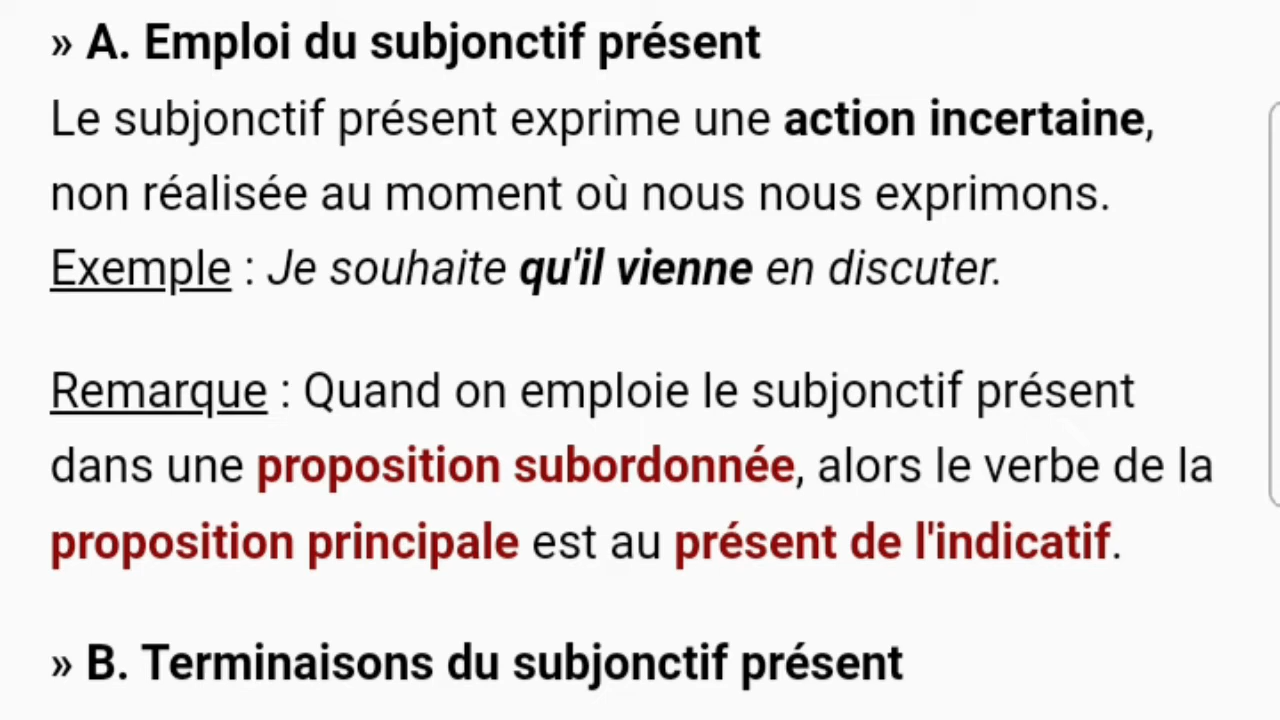 » A. Emploi du subjonctif présent
Le subjonctif présent exprime une action incertaine,
non réalisée au moment où nous nous exprimons.
Exemple : Je souhaite qu'il vienne en discuter.
Remarque : Quand on emploie le subjonctif présent
dans une proposition subordonnée, alors le verbe de la
proposition principale est au présent de l'indicatif.
» B. Terminaisons du subjonctif présent